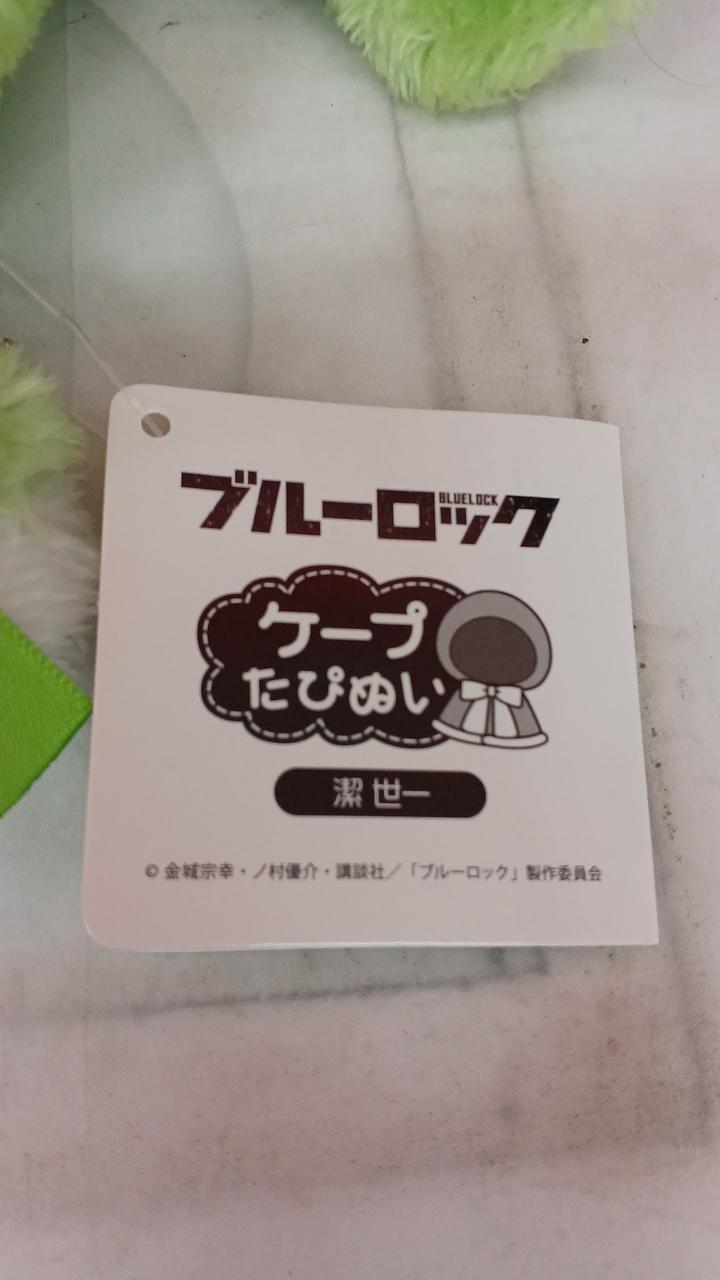 ブルーロック
BLUELOCK
ケープ
たぴぬい
潔 世一
© 金城宗幸・ノ村優介・講談社／「ブルーロック」製作委員会